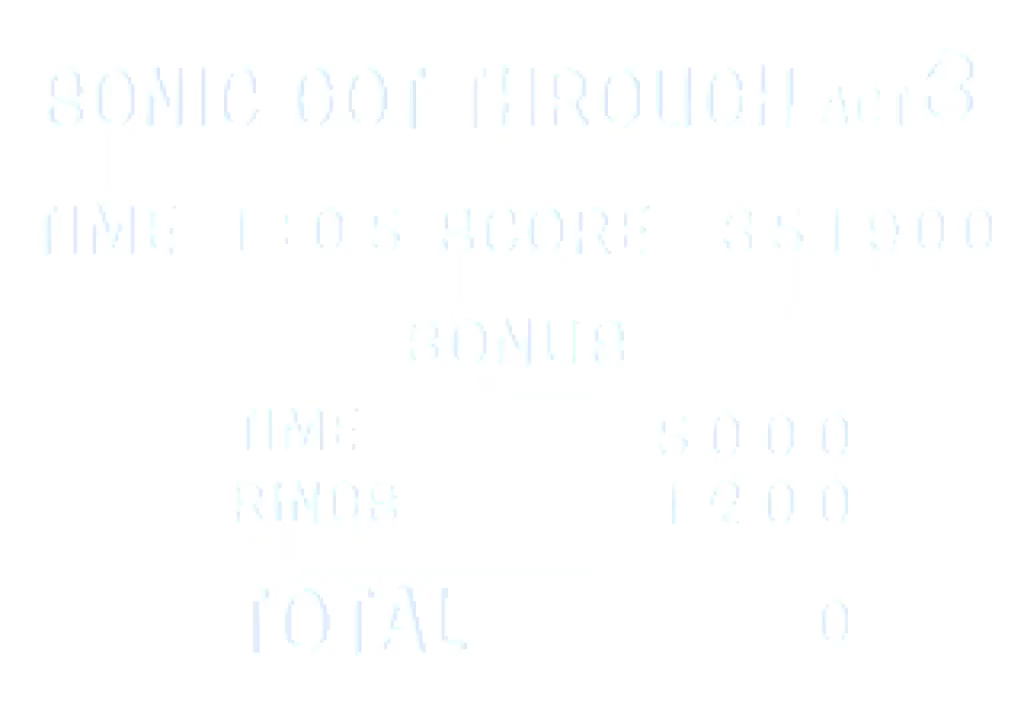 SONIC GOT THROUGH ACT 3
TIME 1:05 SCORE 351900
BONUS
TIME 5000
RINGS 1200
TOTAL 0